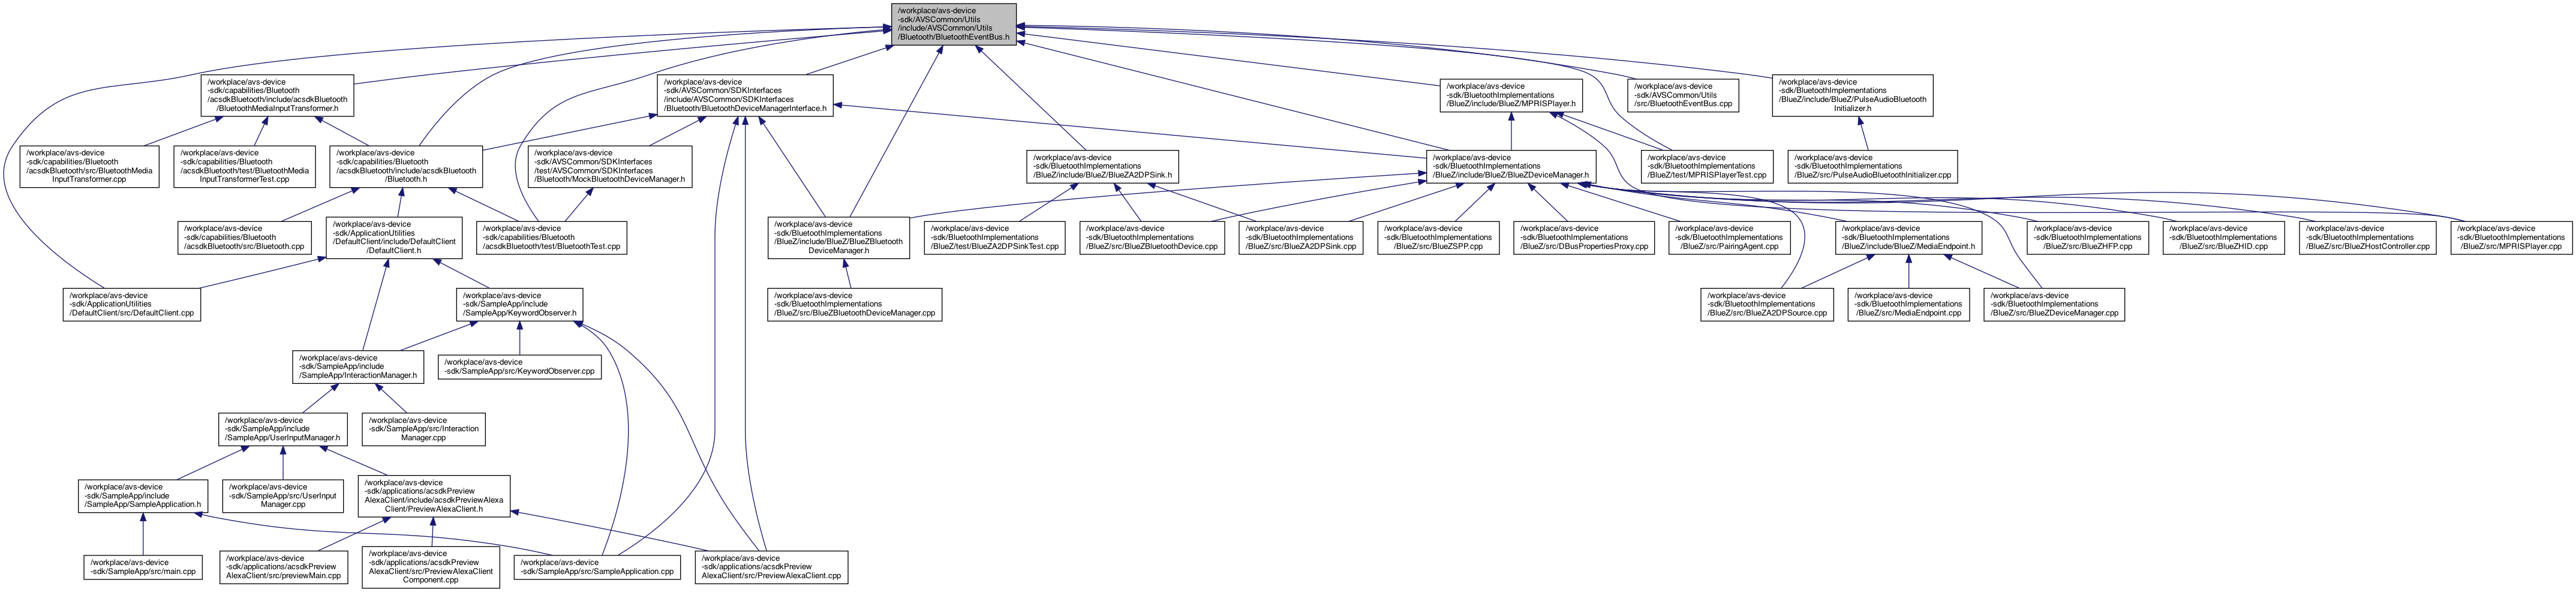 /workplace/avs-device
-sdk/AVSCommon/Utils
/include/AVSCommon/Utils
/Bluetooth/BluetoothEventBus.h
/workplace/avs-device
-sdk/capabilities/Bluetooth
/acsdkBluetooth/include/acsdkBluetooth
/BluetoothMediaInputTransformer.h
/workplace/avs-device
-sdk/AVSCommon/SDKInterfaces
/include/AVSCommon/SDKInterfaces
/Bluetooth/BluetoothDeviceManagerInterface.h
/workplace/avs-device
-sdk/BluetoothImplementations
/BlueZ/include/BlueZ/MPRISPlayer.h
/workplace/avs-device
-sdk/AVSCommon/Utils
/src/BluetoothEventBus.cpp
/workplace/avs-device
-sdk/BluetoothImplementations
/BlueZ/include/BlueZ/PulseAudioBluetooth
Initializer.h
/workplace/avs-device
-sdk/capabilities/Bluetooth
/acsdkBluetooth/src/BluetoothMedia
InputTransformer.cpp
/workplace/avs-device
-sdk/capabilities/Bluetooth
/acsdkBluetooth/test/BluetoothMedia
InputTransformerTest.cpp
/workplace/avs-device
-sdk/capabilities/Bluetooth
/acsdkBluetooth/include/acsdkBluetooth
/Bluetooth.h
/workplace/avs-device
-sdk/AVSCommon/SDKInterfaces
/test/AVSCommon/SDKInterfaces
/Bluetooth/MockBluetoothDeviceManager.h
/workplace/avs-device
-sdk/BluetoothImplementations
/BlueZ/include/BlueZ/BlueZA2DPSink.h
/workplace/avs-device
-sdk/BluetoothImplementations
/BlueZ/include/BlueZ/BlueZDeviceManager.h
/workplace/avs-device
-sdk/BluetoothImplementations
/BlueZ/test/MPRISPlayerTest.cpp
/workplace/avs-device
-sdk/BluetoothImplementations
/BlueZ/src/PulseAudioBluetoothInitializer.cpp
/workplace/avs-device
-sdk/capabilities/Bluetooth
/acsdkBluetooth/src/Bluetooth.cpp
/workplace/avs-device
-sdk/ApplicationUtilities
/DefaultClient/include/DefaultClient
/DefaultClient.h
/workplace/avs-device
-sdk/capabilities/Bluetooth
/acsdkBluetooth/test/BluetoothTest.cpp
/workplace/avs-device
-sdk/BluetoothImplementations
/BlueZ/include/BlueZ/BlueZBluetooth
DeviceManager.h
/workplace/avs-device
-sdk/BluetoothImplementations
/BlueZ/test/BlueZA2DPSinkTest.cpp
/workplace/avs-device
-sdk/BluetoothImplementations
/BlueZ/src/BlueZBluetoothDevice.cpp
/workplace/avs-device
-sdk/BluetoothImplementations
/BlueZ/src/BlueZA2DPSink.cpp
/workplace/avs-device
-sdk/BluetoothImplementations
/BlueZ/src/BlueZSPP.cpp
/workplace/avs-device
-sdk/BluetoothImplementations
/BlueZ/src/DBusPropertiesProxy.cpp
/workplace/avs-device
-sdk/BluetoothImplementations
/BlueZ/src/PairingAgent.cpp
/workplace/avs-device
-sdk/BluetoothImplementations
/BlueZ/include/BlueZ/MediaEndpoint.h
/workplace/avs-device
-sdk/BluetoothImplementations
/BlueZ/src/BlueZHFP.cpp
/workplace/avs-device
-sdk/BluetoothImplementations
/BlueZ/src/BlueZHID.cpp
/workplace/avs-device
-sdk/BluetoothImplementations
/BlueZ/src/BlueZHostController.cpp
/workplace/avs-device
-sdk/BluetoothImplementations
/BlueZ/src/MPRISPlayer.cpp
/workplace/avs-device
-sdk/ApplicationUtilities
/DefaultClient/src/DefaultClient.cpp
/workplace/avs-device
-sdk/SampleApp/include
/SampleApp/KeywordObserver.h
/workplace/avs-device
-sdk/BluetoothImplementations
/BlueZ/src/BlueZBluetoothDeviceManager.cpp
/workplace/avs-device
-sdk/BluetoothImplementations
/BlueZ/src/BlueZA2DPSource.cpp
/workplace/avs-device
-sdk/BluetoothImplementations
/BlueZ/src/MediaEndpoint.cpp
/workplace/avs-device
-sdk/BluetoothImplementations
/BlueZ/src/BlueZDeviceManager.cpp
/workplace/avs-device
-sdk/SampleApp/include
/SampleApp/InteractionManager.h
/workplace/avs-device
-sdk/SampleApp/src/KeywordObserver.cpp
/workplace/avs-device
-sdk/SampleApp/include
/SampleApp/UserInputManager.h
/workplace/avs-device
-sdk/SampleApp/src/Interaction
Manager.cpp
/workplace/avs-device
-sdk/SampleApp/include
/SampleApp/SampleApplication.h
/workplace/avs-device
-sdk/SampleApp/src/UserInput
Manager.cpp
/workplace/avs-device
-sdk/applications/acsdkPreview
AlexaClient/include/acsdkPreviewAlexa
Client/PreviewAlexaClient.h
/workplace/avs-device
-sdk/SampleApp/src/main.cpp
/workplace/avs-device
-sdk/applications/acsdkPreview
AlexaClient/src/previewMain.cpp
/workplace/avs-device
-sdk/applications/acsdkPreview
AlexaClient/src/PreviewAlexaClient
Component.cpp
/workplace/avs-device
-sdk/SampleApp/src/SampleApplication.cpp
/workplace/avs-device
-sdk/applications/acsdkPreview
AlexaClient/src/PreviewAlexaClient.cpp